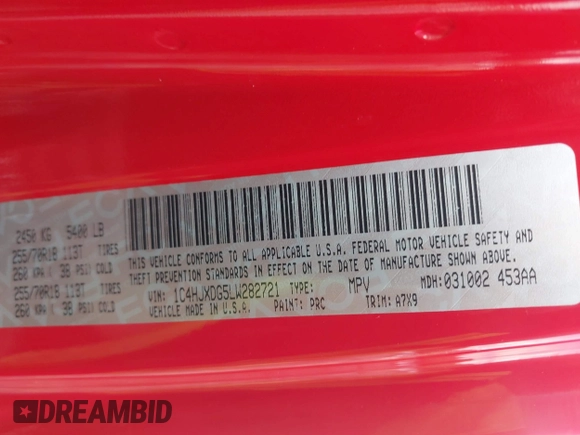 2450 KG 5400 LB
255/70R18 113T TIRES
260 KPA / 38 PSI/ COLD
255/70R18 113T TIRES
260 KPA / 38 PSI COLD
THIS VEHICLE CONFORMS TO ALL APPLICABLE U.S.A. FEDERAL MOTOR VEHICLE SAFETY AND
THEFT PREVENTION STANDARDS IN EFFECT ON THE DATE OF MANUFACTURE SHOWN ABOVE.
VIN: 1C4HJXDG5LW282721 TYPE: MPV MDH: 031002 453AA
VEHICLE MADE IN U.S.A. PAINT: PRC TRIM: A7X9
DREAMBID